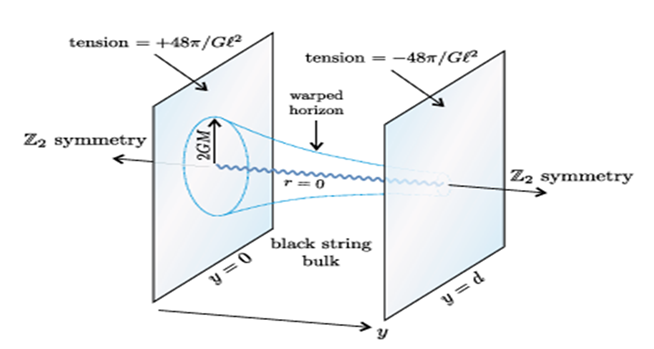 tension = +48π/Gℓ²
tension = −48π/Gℓ²
warped
horizon
ℤ₂ symmetry
2GM
r = 0
ℤ₂ symmetry
black string
bulk
y = 0
y = d
y